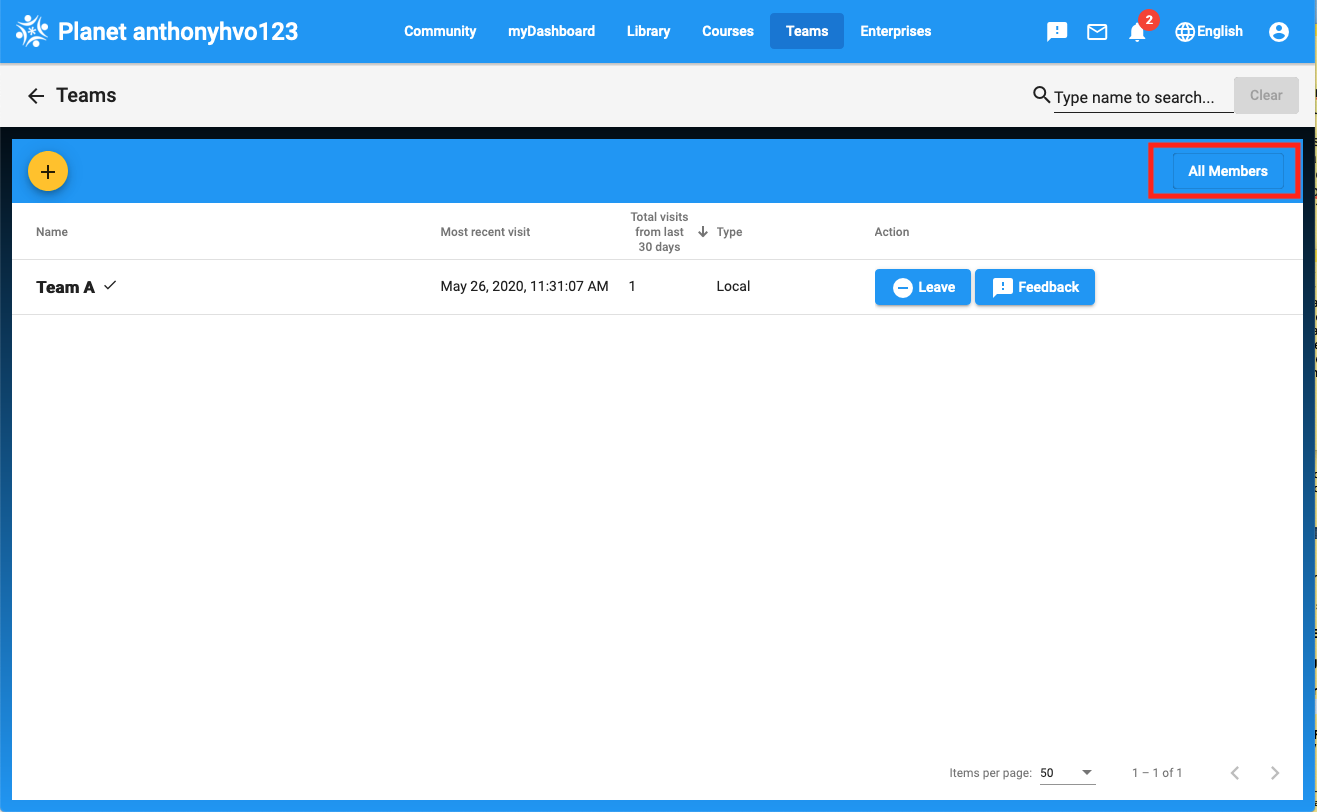 Planet anthonyhvo123
Community myDashboard Library Courses Teams Enterprises
2
English
Teams
Type name to search...
Clear
All Members
Name
Most recent visit
Total visits
from last
30 days
Type
Action
Team A
May 26, 2020, 11:31:07 AM
1
Local
Leave
Feedback
Items per page: 50
1 – 1 of 1